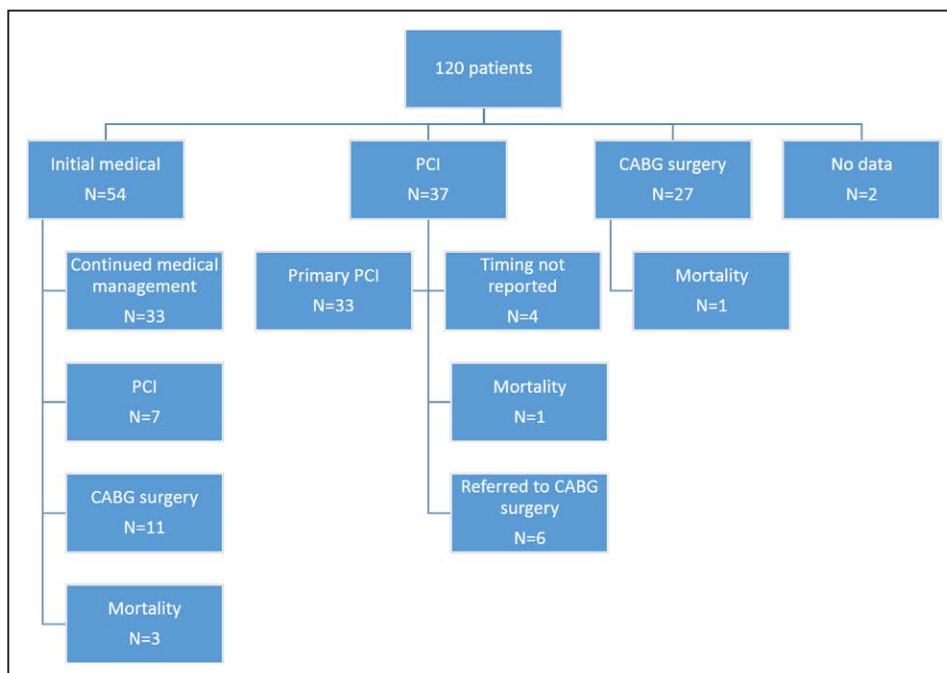 120 patients
Initial medical
N=54
PCI
N=37
CABG surgery
N=27
No data
N=2
Continued medical
management
N=33
Primary PCI
N=33
Timing not
reported
N=4
Mortality
N=1
PCI
N=7
Mortality
N=1
CABG surgery
N=11
Referred to CABG
surgery
N=6
Mortality
N=3